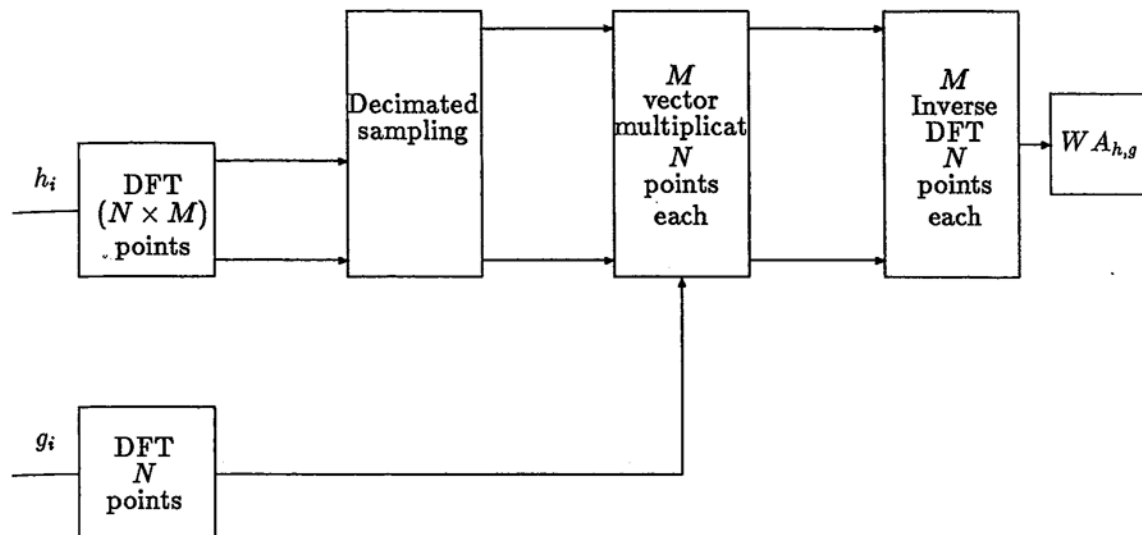 h_i
DFT
(N × M)
points
Decimated
sampling
M
vector
multiplicat
N
points
each
M
Inverse
DFT
N
points
each
WA_{h,g}
g_i
DFT
N
points